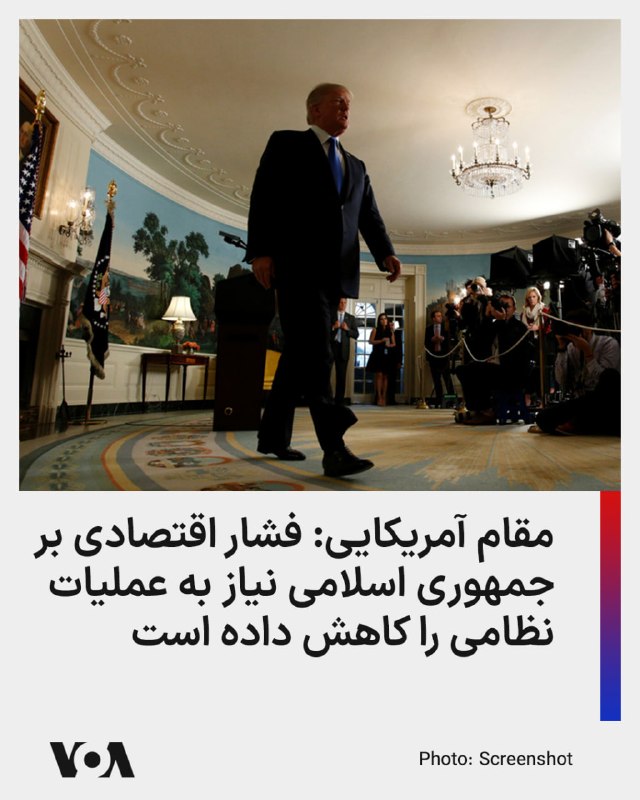 مقام آمریکایی: فشار اقتصادی بر
جمهوری اسلامی نیاز به عملیات
نظامی را کاهش داده است
VOA
Photo: Screenshot